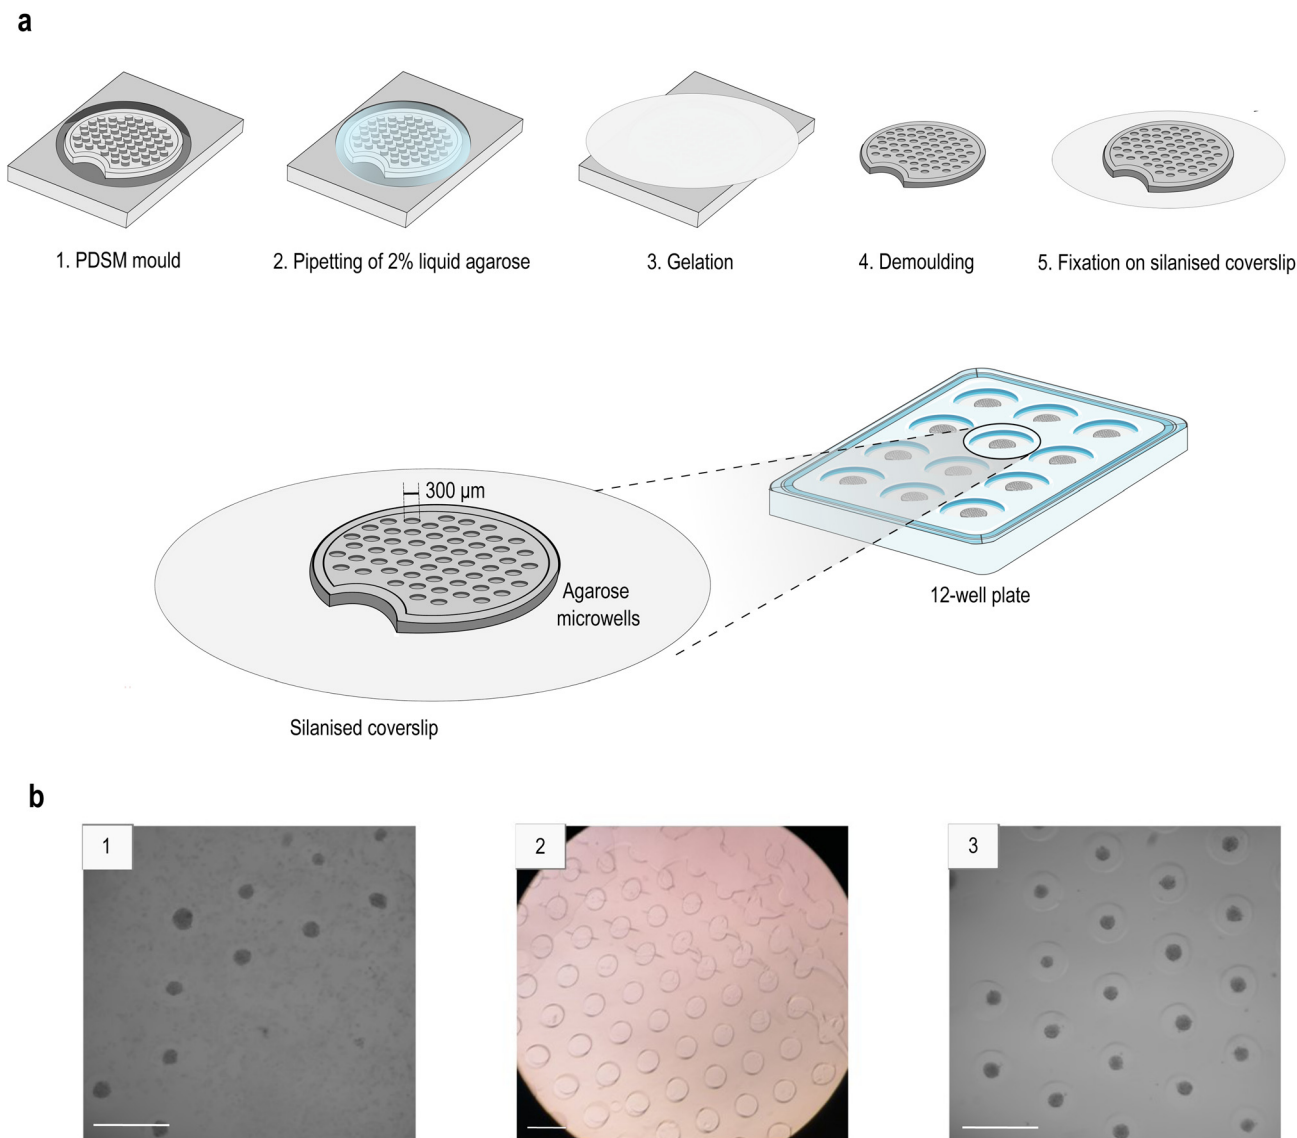 a
1. PDSM mould
2. Pipetting of 2% liquid agarose
3. Gelation
4. Demoulding
5. Fixation on silanised coverslip
300 µm
Agarose
microwells
12-well plate
Silanised coverslip
b
1
2
3